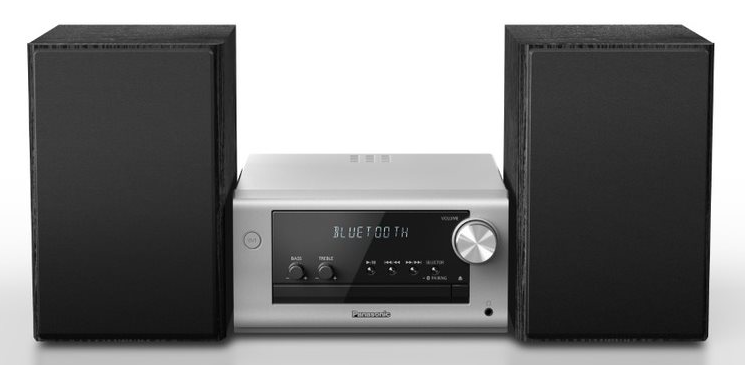 VOLUME
BLUETOOTH
BASS TREBLE
SELECTOR
PAIRING
Panasonic